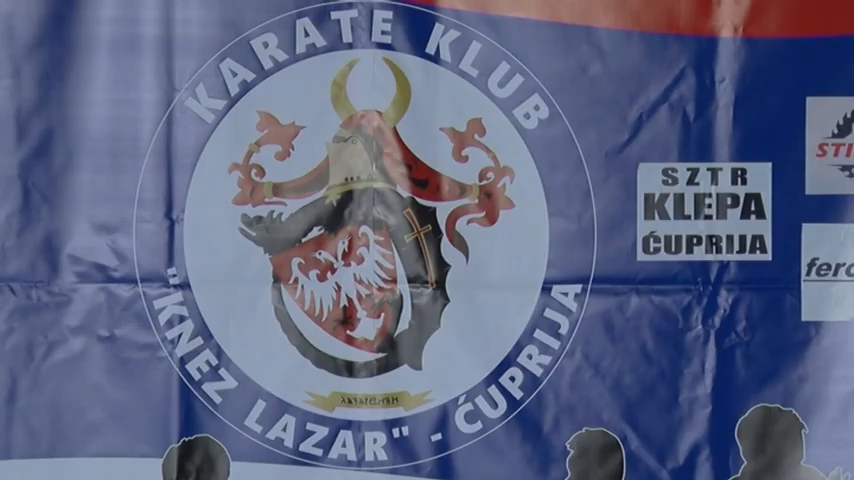 KARATE KLUB
"KNEZ LAZAR" - ĆUPRIJA
SZTR
KLEPA
ĆUPRIJA